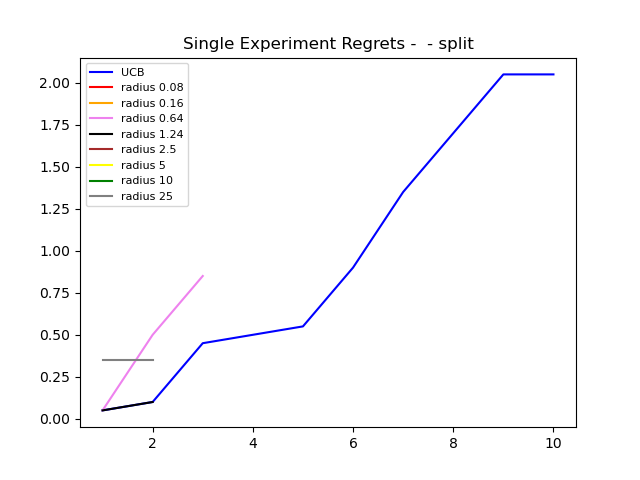 Single Experiment Regrets -  - split
UCB
radius 0.08
radius 0.16
radius 0.64
radius 1.24
radius 2.5
radius 5
radius 10
radius 25
2.00
1.75
1.50
1.25
1.00
0.75
0.50
0.25
0.00
2 4 6 8 10